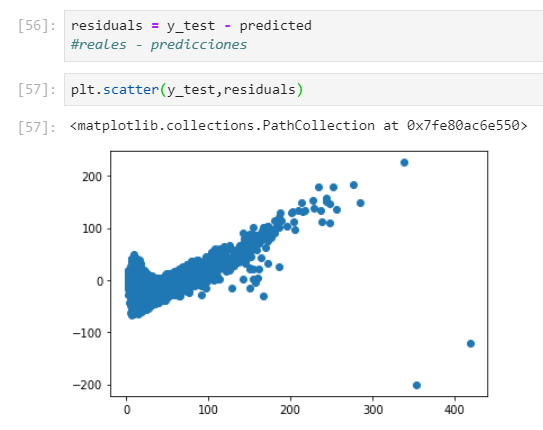 [56]: residuals = y_test - predicted
#reales - predicciones
[57]: plt.scatter(y_test,residuals)
[57]: <matplotlib.collections.PathCollection at 0x7fe80ac6e550>
200
100
0
−100
−200
0 100 200 300 400